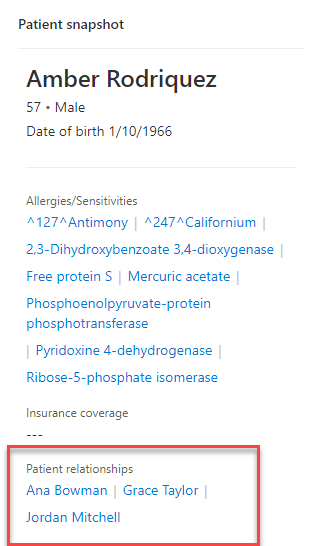 Patient snapshot
Amber Rodriquez
57 • Male
Date of birth 1/10/1966
Allergies/Sensitivities
^127^Antimony | ^247^Californium |
2,3-Dihydroxybenzoate 3,4-dioxygenase |
Free protein S | Mercuric acetate |
Phosphoenolpyruvate-protein
phosphotransferase
| Pyridoxine 4-dehydrogenase |
Ribose-5-phosphate isomerase
Insurance coverage
---
Patient relationships
Ana Bowman | Grace Taylor |
Jordan Mitchell